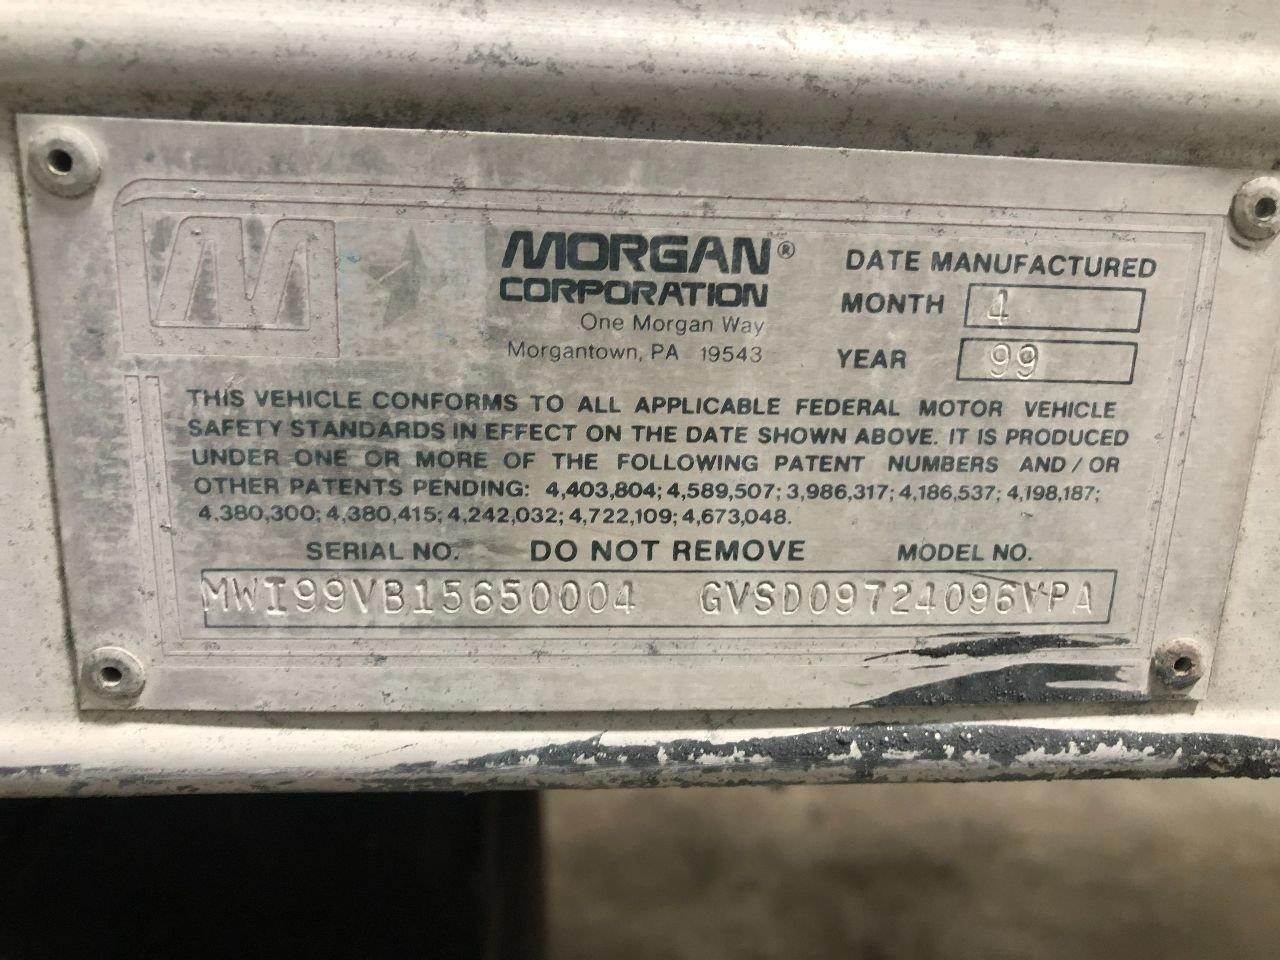 MORGAN®
CORPORATION
One Morgan Way
Morgantown, PA 19543
DATE MANUFACTURED
MONTH 4
YEAR 99
THIS VEHICLE CONFORMS TO ALL APPLICABLE FEDERAL MOTOR VEHICLE
SAFETY STANDARDS IN EFFECT ON THE DATE SHOWN ABOVE. IT IS PRODUCED
UNDER ONE OR MORE OF THE FOLLOWING PATENT NUMBERS AND/OR
OTHER PATENTS PENDING: 4,403,804; 4,589,507; 3,986,317; 4,186,537; 4,198,187;
4,380,300; 4,380,415; 4,242,032; 4,722,109; 4,673,048.
SERIAL NO. DO NOT REMOVE MODEL NO.
MWI99VB15650004 GVSD09724096VPA